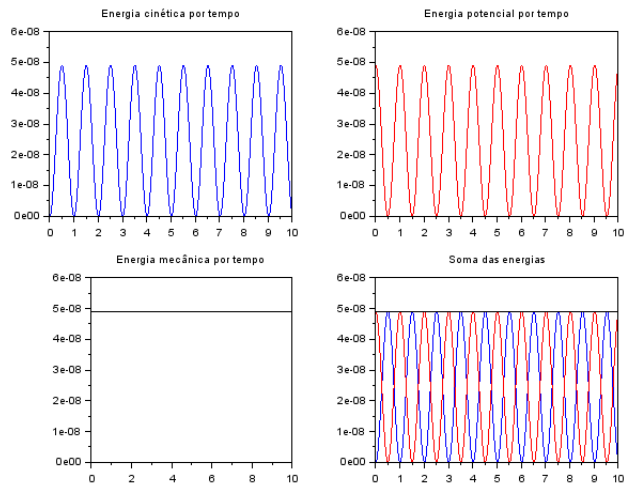 Energia cinética por tempo
6e-08
5e-08
4e-08
3e-08
2e-08
1e-08
0e00
0 1 2 3 4 5 6 7 8 9 10
Energia potencial por tempo
6e-08
5e-08
4e-08
3e-08
2e-08
1e-08
0e00
0 1 2 3 4 5 6 7 8 9 10
Energia mecânica por tempo
6e-08
5e-08
4e-08
3e-08
2e-08
1e-08
0e00
0 2 4 6 8 10
Soma das energias
6e-08
5e-08
4e-08
3e-08
2e-08
1e-08
0e00
0 1 2 3 4 5 6 7 8 9 10